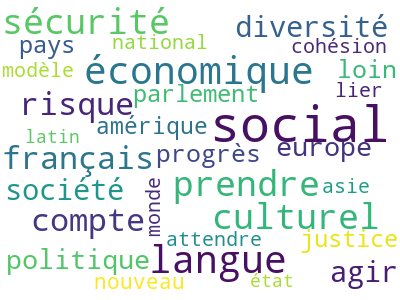 sécurité diversité
pays national cohésion
modèle économique loin
risque parlement lier
amérique social
latin français progrès europe
société prendre asie
compte monde culturel
politique attendre justice
langue
nouveau état agir